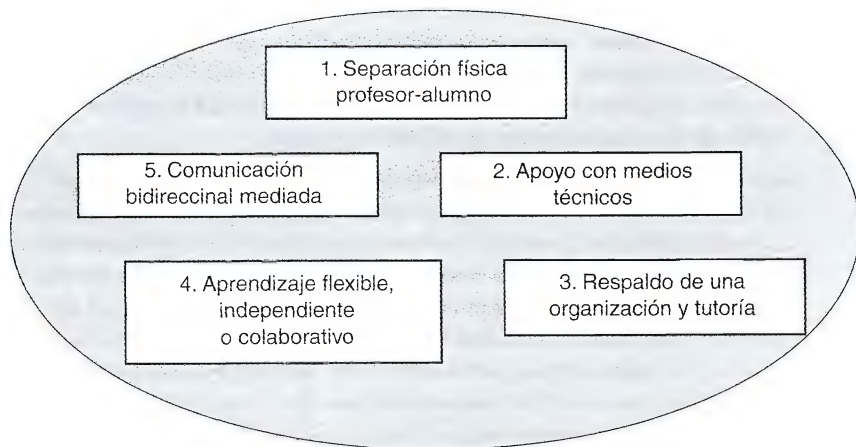 1. Separación física
profesor-alumno
5. Comunicación
bidireccinal mediada
2. Apoyo con medios
técnicos
4. Aprendizaje flexible,
independiente
o colaborativo
3. Respaldo de una
organización y tutoría